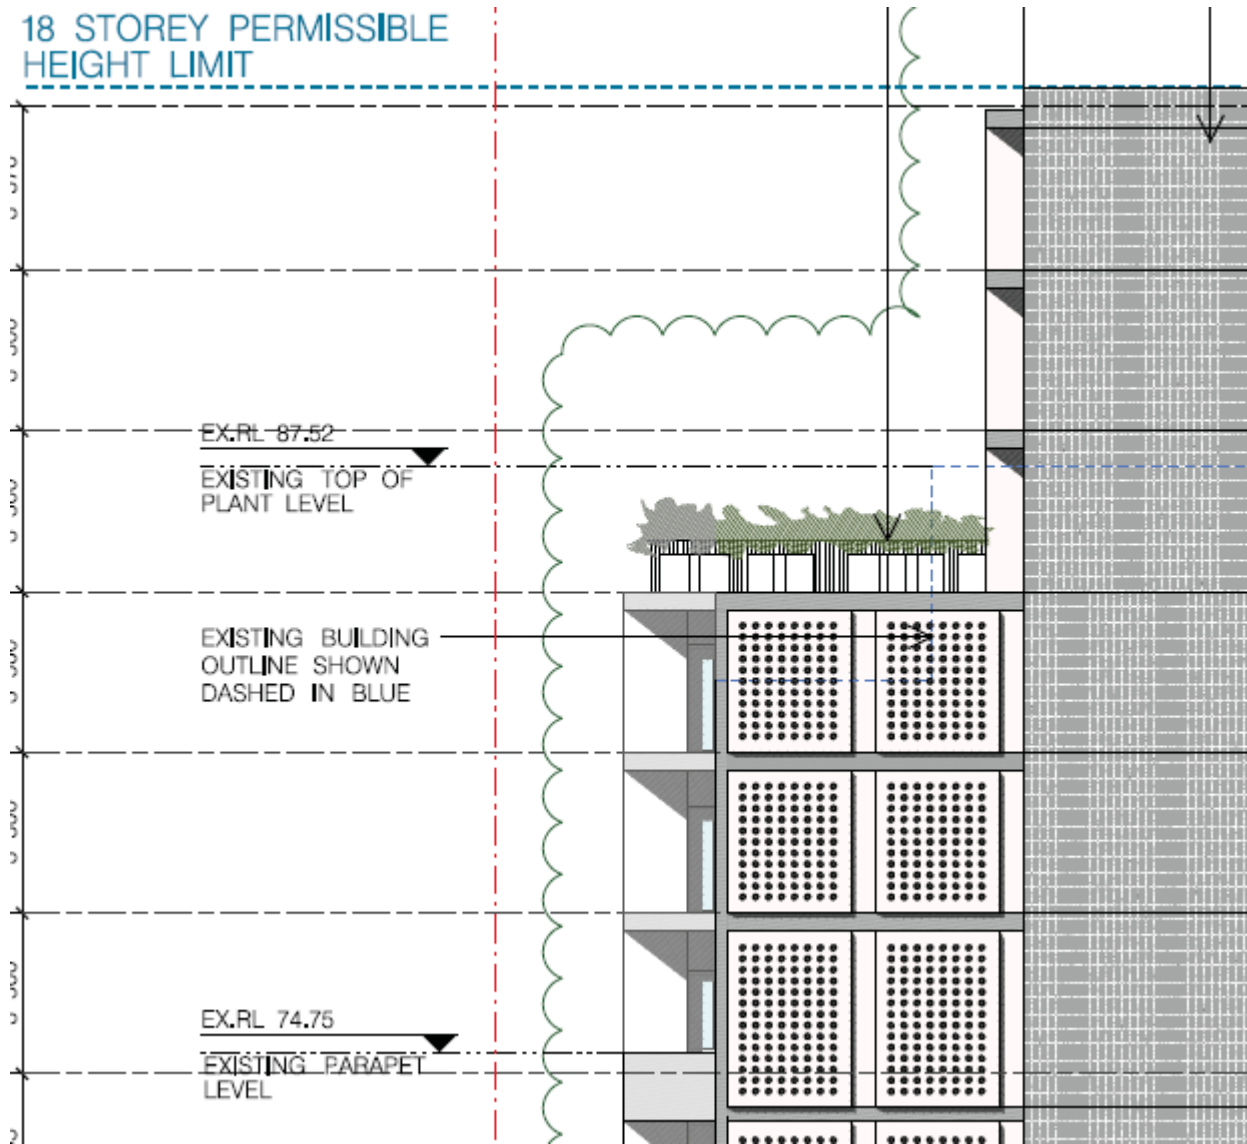 18 STOREY PERMISSIBLE
HEIGHT LIMIT
EX.RL 87.52
EXISTING TOP OF
PLANT LEVEL
EXISTING BUILDING
OUTLINE SHOWN
DASHED IN BLUE
EX.RL 74.75
EXISTING PARAPET
LEVEL